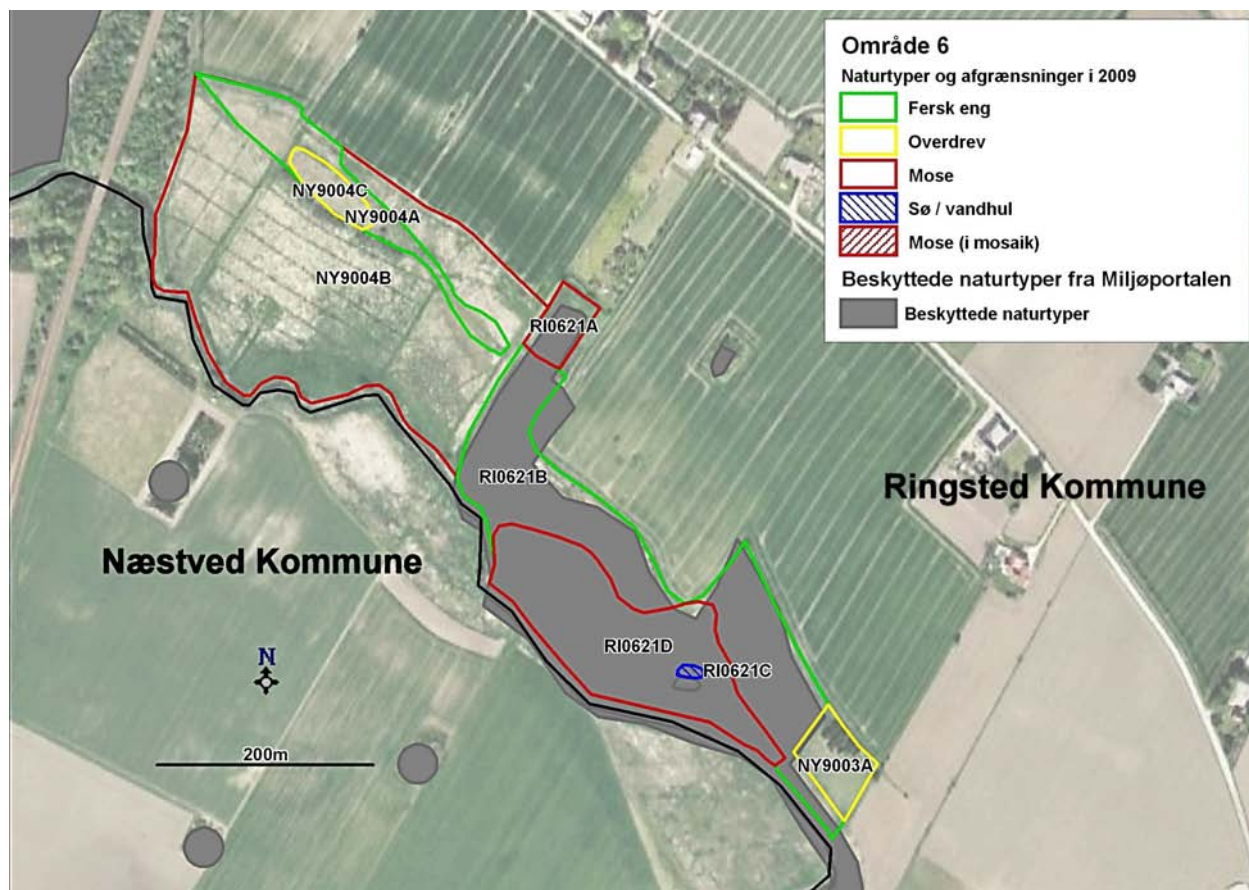 Område 6
Naturtyper og afgrænsninger i 2009
Fersk eng
Overdrev
Mose
Sø / vandhul
Mose (i mosaik)
Beskyttede naturtyper fra Miljøportalen
Beskyttede naturtyper
NY9004C
NY9004A
NY9004B
RI0621A
RI0621B
Ringsted Kommune
Næstved Kommune
RI0621D
RI0621C
N
200m
NY9003A